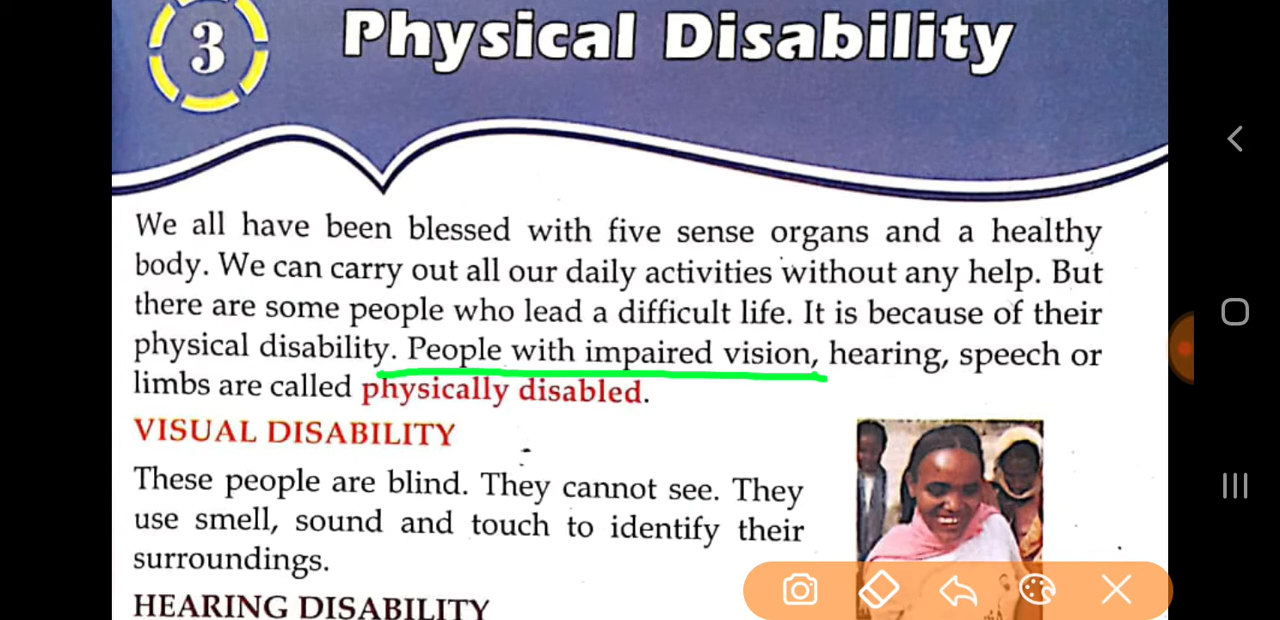 3
Physical Disability
We all have been blessed with five sense organs and a healthy
body. We can carry out all our daily activities without any help. But
there are some people who lead a difficult life. It is because of their
physical disability. People with impaired vision, hearing, speech or
limbs are called physically disabled.
VISUAL DISABILITY
These people are blind. They cannot see. They
use smell, sound and touch to identify their
surroundings.
HEARING DISABILITY